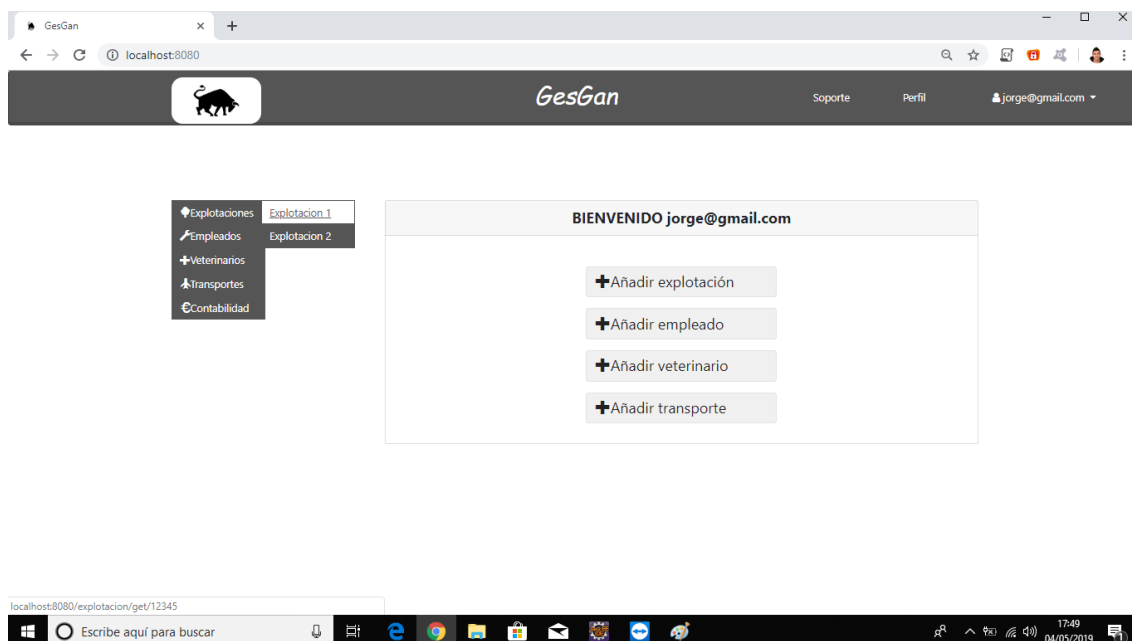 GesGan
localhost:8080
GesGan
Soporte
Perfil
jorge@gmail.com
Explotaciones
Explotacion 1
Empleados
Explotacion 2
Veterinarios
Transportes
€Contabilidad
BIENVENIDO jorge@gmail.com
Añadir explotación
Añadir empleado
Añadir veterinario
Añadir transporte
localhost:8080/explotacion/get/12345
Escribe aquí para buscar
17:49
04/05/2019